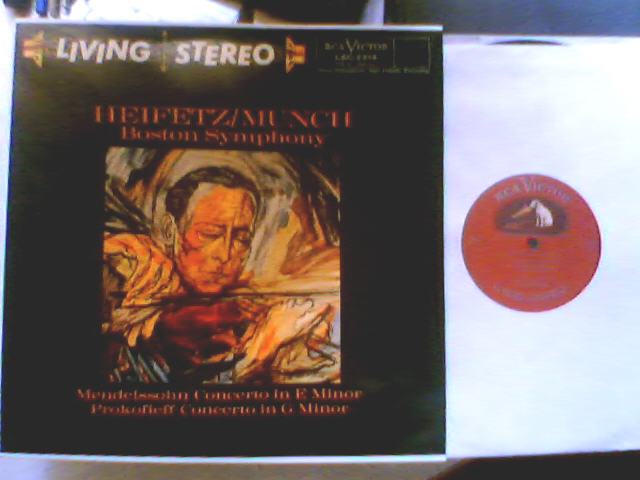 LIVING STEREO
RCA VICTOR
HEIFETZ/MUNCH
Boston Symphony
Mendelssohn Concerto in E Minor
Prokofieff Concerto in G Minor
RCA VICTOR